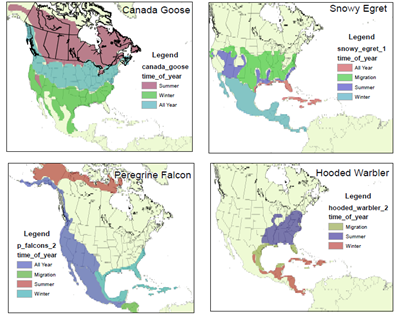 Canada Goose
Legend
canada_goose
time_of_year
Summer
Winter
All Year
Snowy Egret
Legend
snowy_egret_1
time_of_year
All Year
Migration
Summer
Winter
Peregrine Falcon
Legend
p_falcons_2
time_of_year
All Year
Migration
Summer
Winter
Hooded Warbler
Legend
hooded_warbler_2
time_of_year
Migration
Summer
Winter